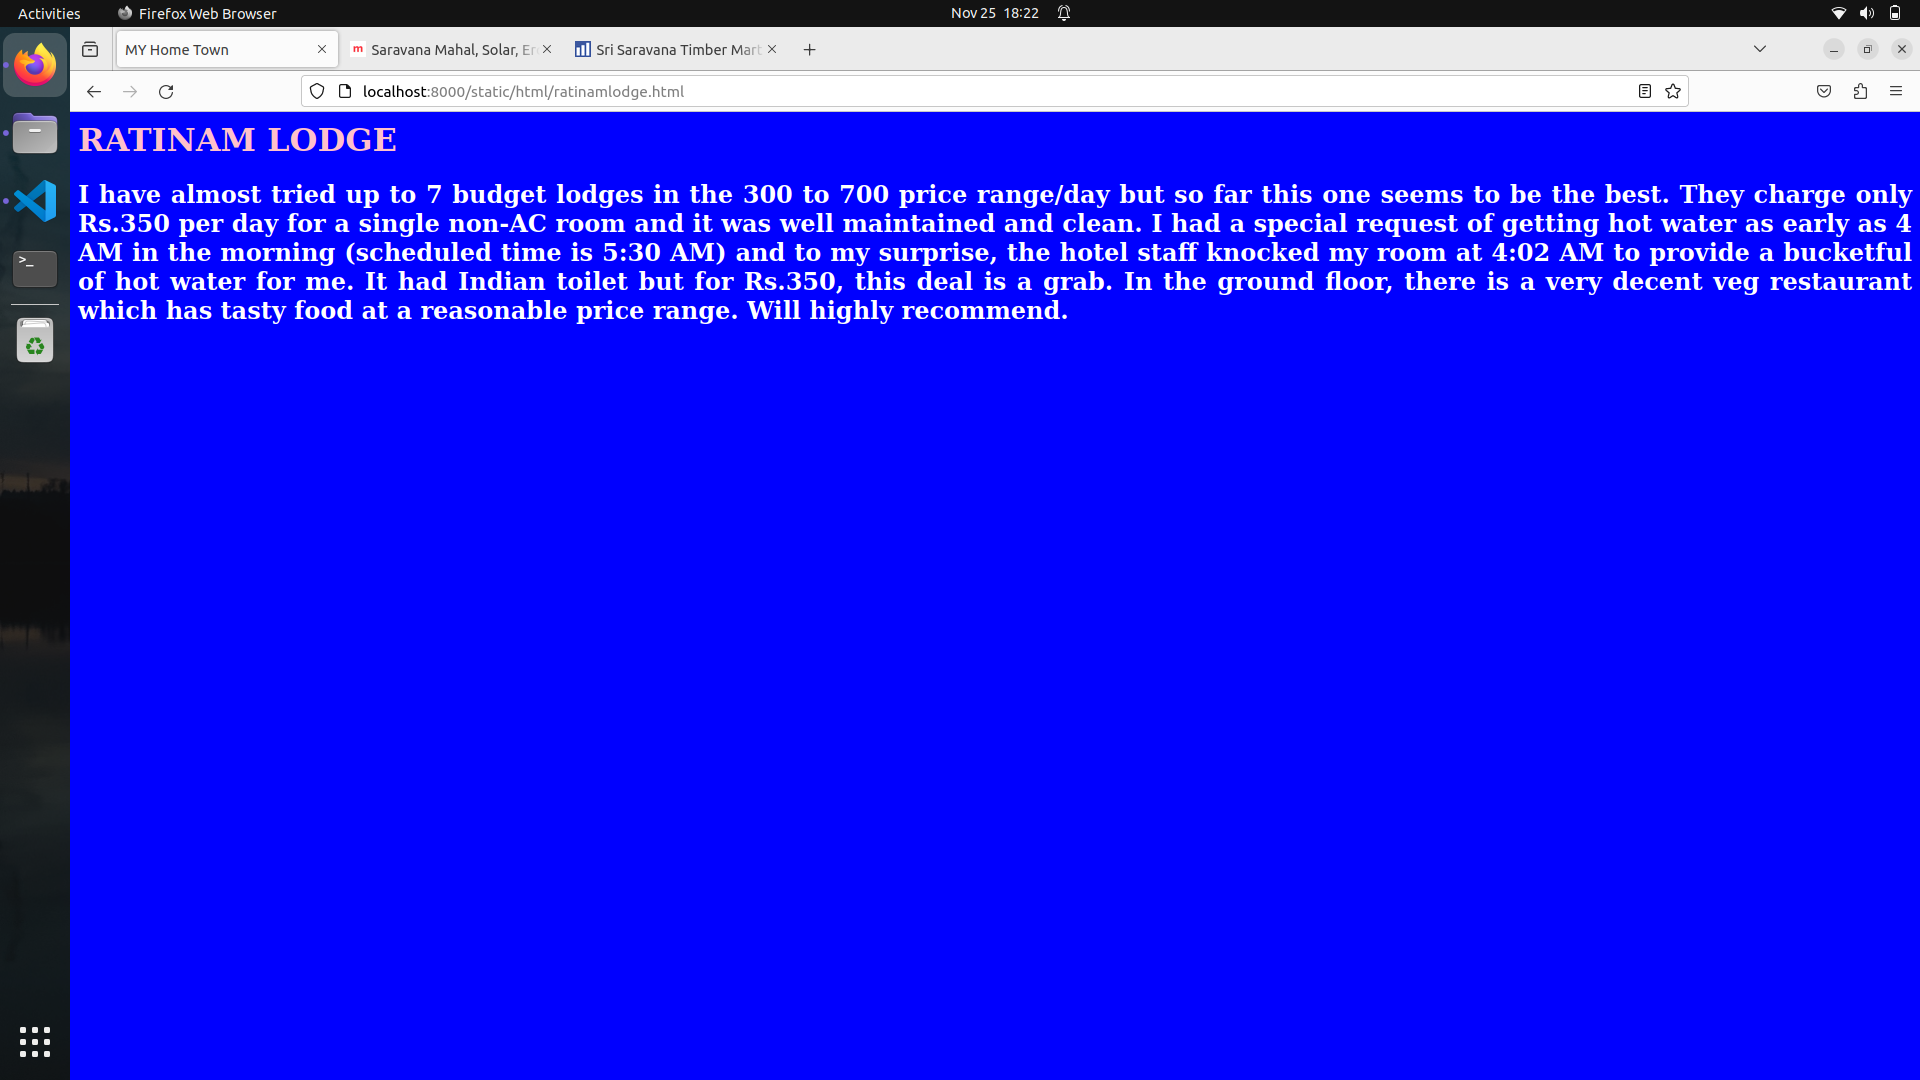 Activities
Firefox Web Browser
Nov 25 18:22
MY Home Town
Saravana Mahal, Solar, Er
Sri Saravana Timber Mart
localhost:8000/static/html/ratinamlodge.html
RATINAM LODGE
I have almost tried up to 7 budget lodges in the 300 to 700 price range/day but so far this one seems to be the best. They charge only
Rs.350 per day for a single non-AC room and it was well maintained and clean. I had a special request of getting hot water as early as 4
AM in the morning (scheduled time is 5:30 AM) and to my surprise, the hotel staff knocked my room at 4:02 AM to provide a bucketful
of hot water for me. It had Indian toilet but for Rs.350, this deal is a grab. In the ground floor, there is a very decent veg restaurant
which has tasty food at a reasonable price range. Will highly recommend.